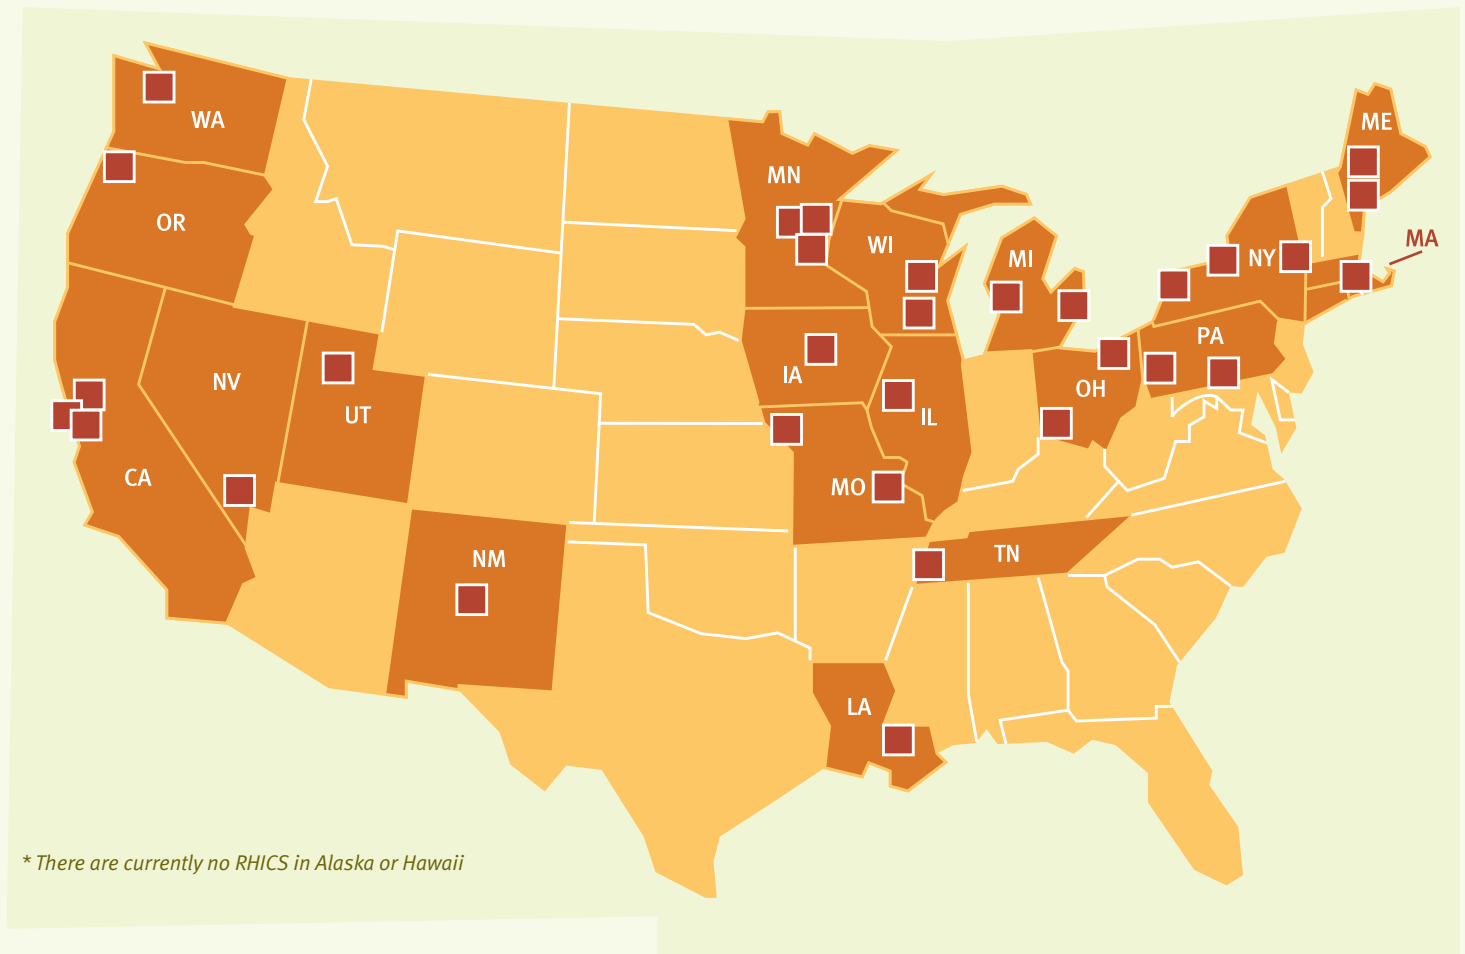 WA
ME
MN
OR
MA
WI
NY
MI
PA
IA
NV
OH
UT
IL
CA
MO
NM
TN
LA
* There are currently no RHICS in Alaska or Hawaii